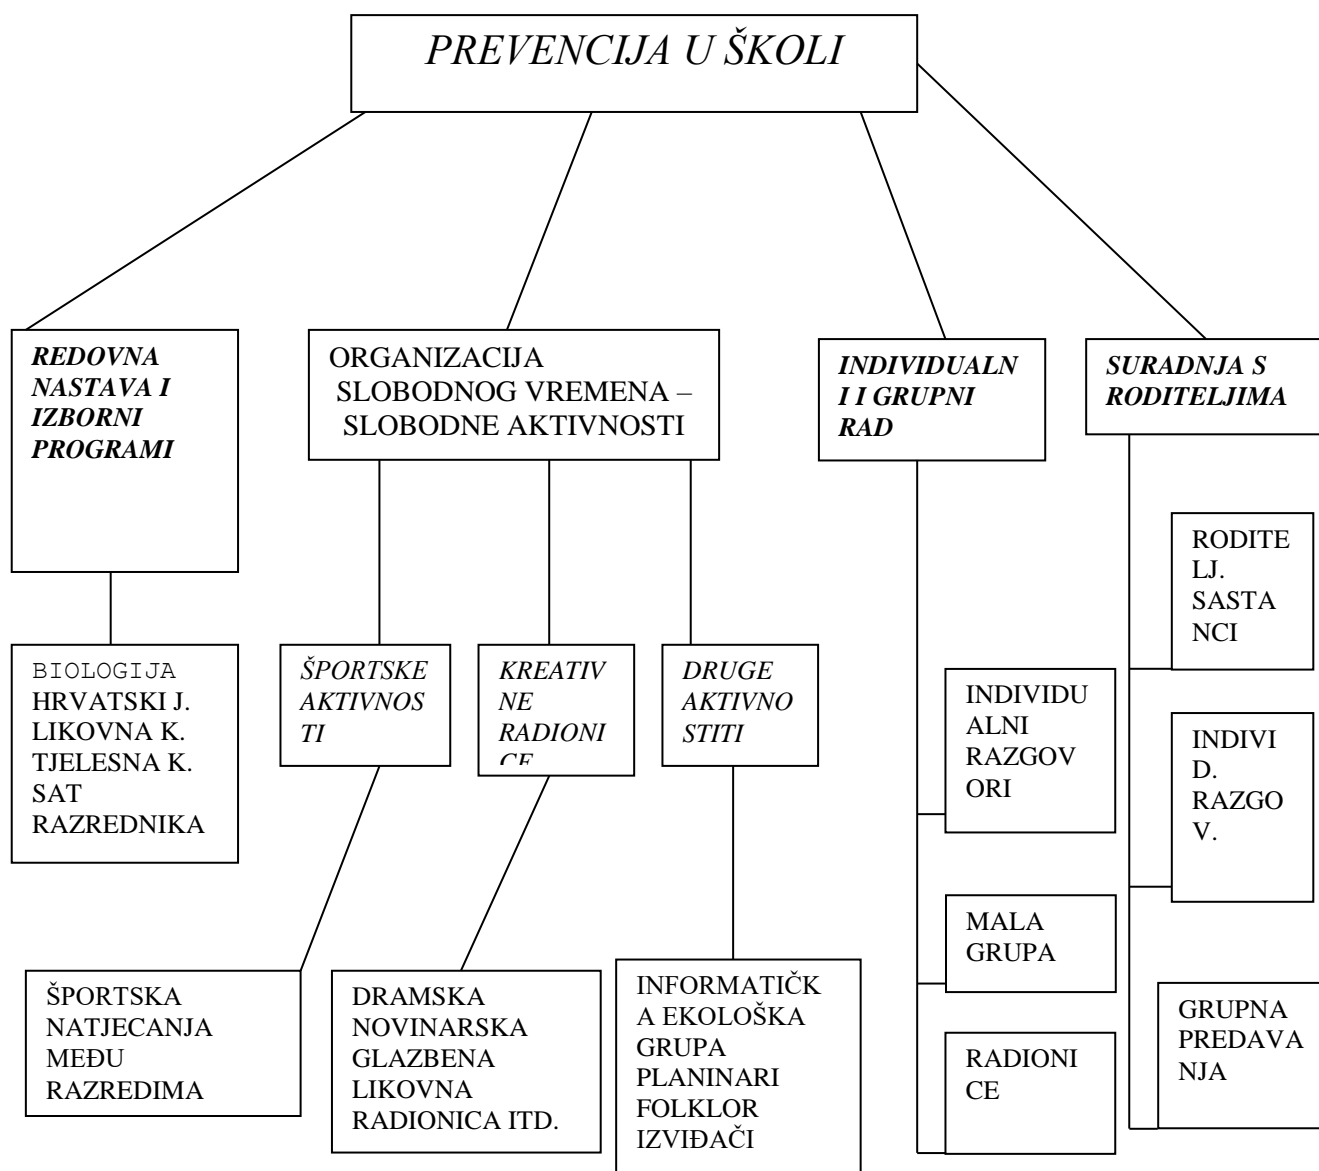 PREVENCIJA U ŠKOLI
REDOVNA
NASTAVA I
IZBORNI
PROGRAMI
ORGANIZACIJA
SLOBODNOG VREMENA –
SLOBODNE AKTIVNOSTI
INDIVIDUALN
I I GRUPNI
RAD
SURADNJA S
RODITELJIMA
BIOLOGIJA
HRVATSKI J.
LIKOVNA K.
TJELESNA K.
SAT
RAZREDNIKA
ŠPORTSKE
AKTIVNOS
TI
KREATIV
NE
RADIONI
CE
DRUGE
AKTIVNO
STITI
ŠPORTSKA
NATJECANJA
MEĐU
RAZREDIMA
DRAMSKA
NOVINARSKA
GLAZBENA
LIKOVNA
RADIONICA ITD.
INFORMATIČK
A EKOLOŠKA
GRUPA
PLANINARI
FOLKLOR
IZVIĐAČI
INDIVIDU
ALNI
RAZGOV
ORI
MALA
GRUPA
RADIONI
CE
RODITE
LJ.
SASTA
NCI
INDIVI
D.
RAZGO
V.
GRUPNA
PREDAVA
NJA